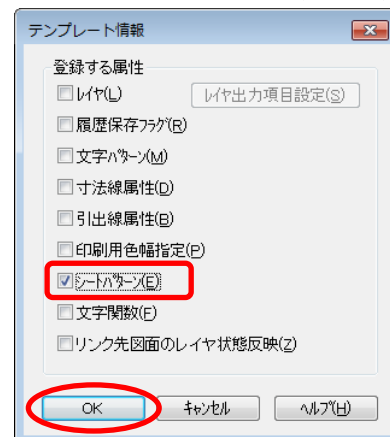 テンプレート情報
登録する属性
レイヤ(L) レイヤ出力項目設定(S)
履歴保存フラグ(R)
文字パターン(M)
寸法線属性(D)
引出線属性(B)
印刷用色幅指定(P)
シートパターン(E)
文字関数(F)
リンク先図面のレイヤ状態反映(Z)
OK キャンセル ヘルプ(H)